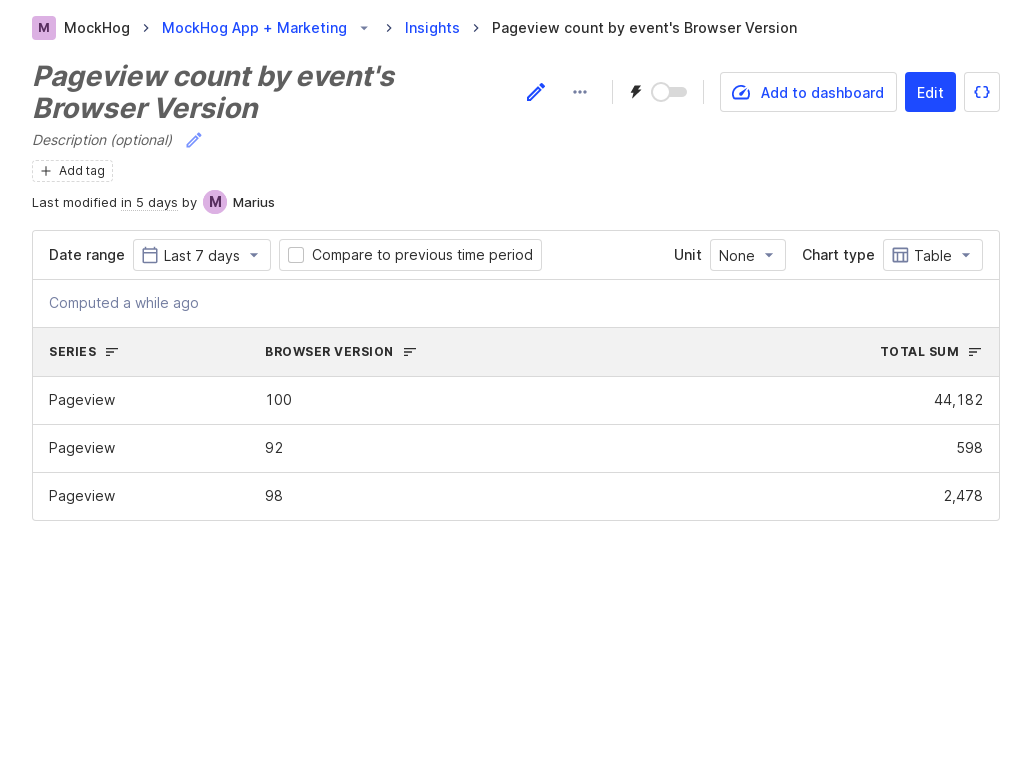 M MockHog MockHog App + Marketing Insights Pageview count by event's Browser Version
Pageview count by event's
Browser Version
Add to dashboard Edit
Description (optional)
Add tag
Last modified in 5 days by M Marius
Date range Last 7 days Compare to previous time period Unit None Chart type Table
Computed a while ago
SERIES BROWSER VERSION TOTAL SUM
Pageview 100 44,182
Pageview 92 598
Pageview 98 2,478